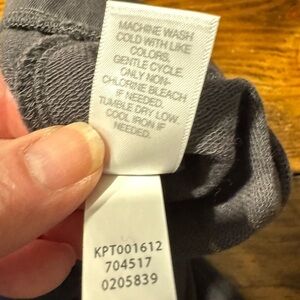 MACHINE WASH
COLD WITH LIKE
COLORS,
GENTLE CYCLE.
ONLY NON-
CHLORINE BLEACH
IF NEEDED.
TUMBLE DRY LOW.
COOL IRON IF
NEEDED.
KPT001612
704517
0205839